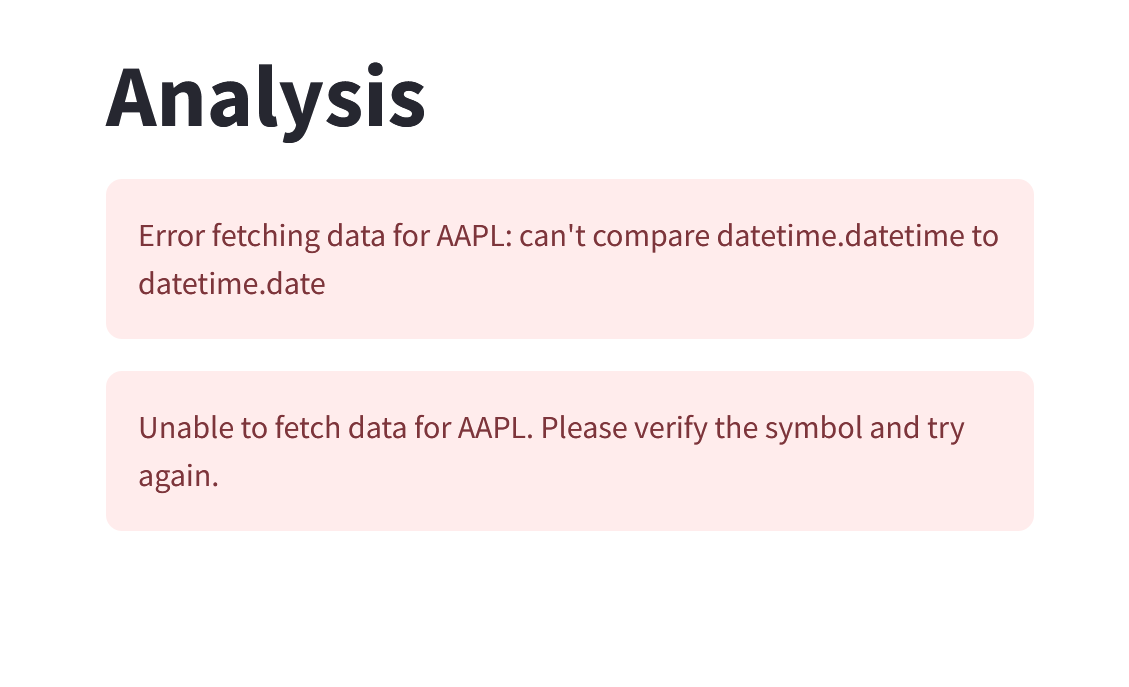 Analysis
Error fetching data for AAPL: can't compare datetime.datetime to
datetime.date
Unable to fetch data for AAPL. Please verify the symbol and try
again.